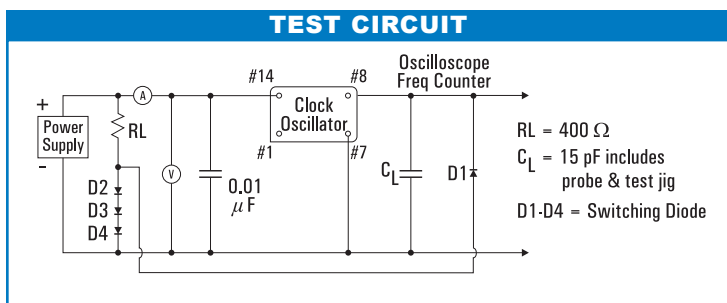 TEST CIRCUIT
Oscilloscope
Freq Counter
#14
#8
+
A
Clock
Oscillator
Power
Supply
RL
#1
#7
RL = 400 Ω
-
V
CL
D1
CL = 15 pF includes
probe & test jig
D2
0.01
D3
μF
D1-D4 = Switching Diode
D4